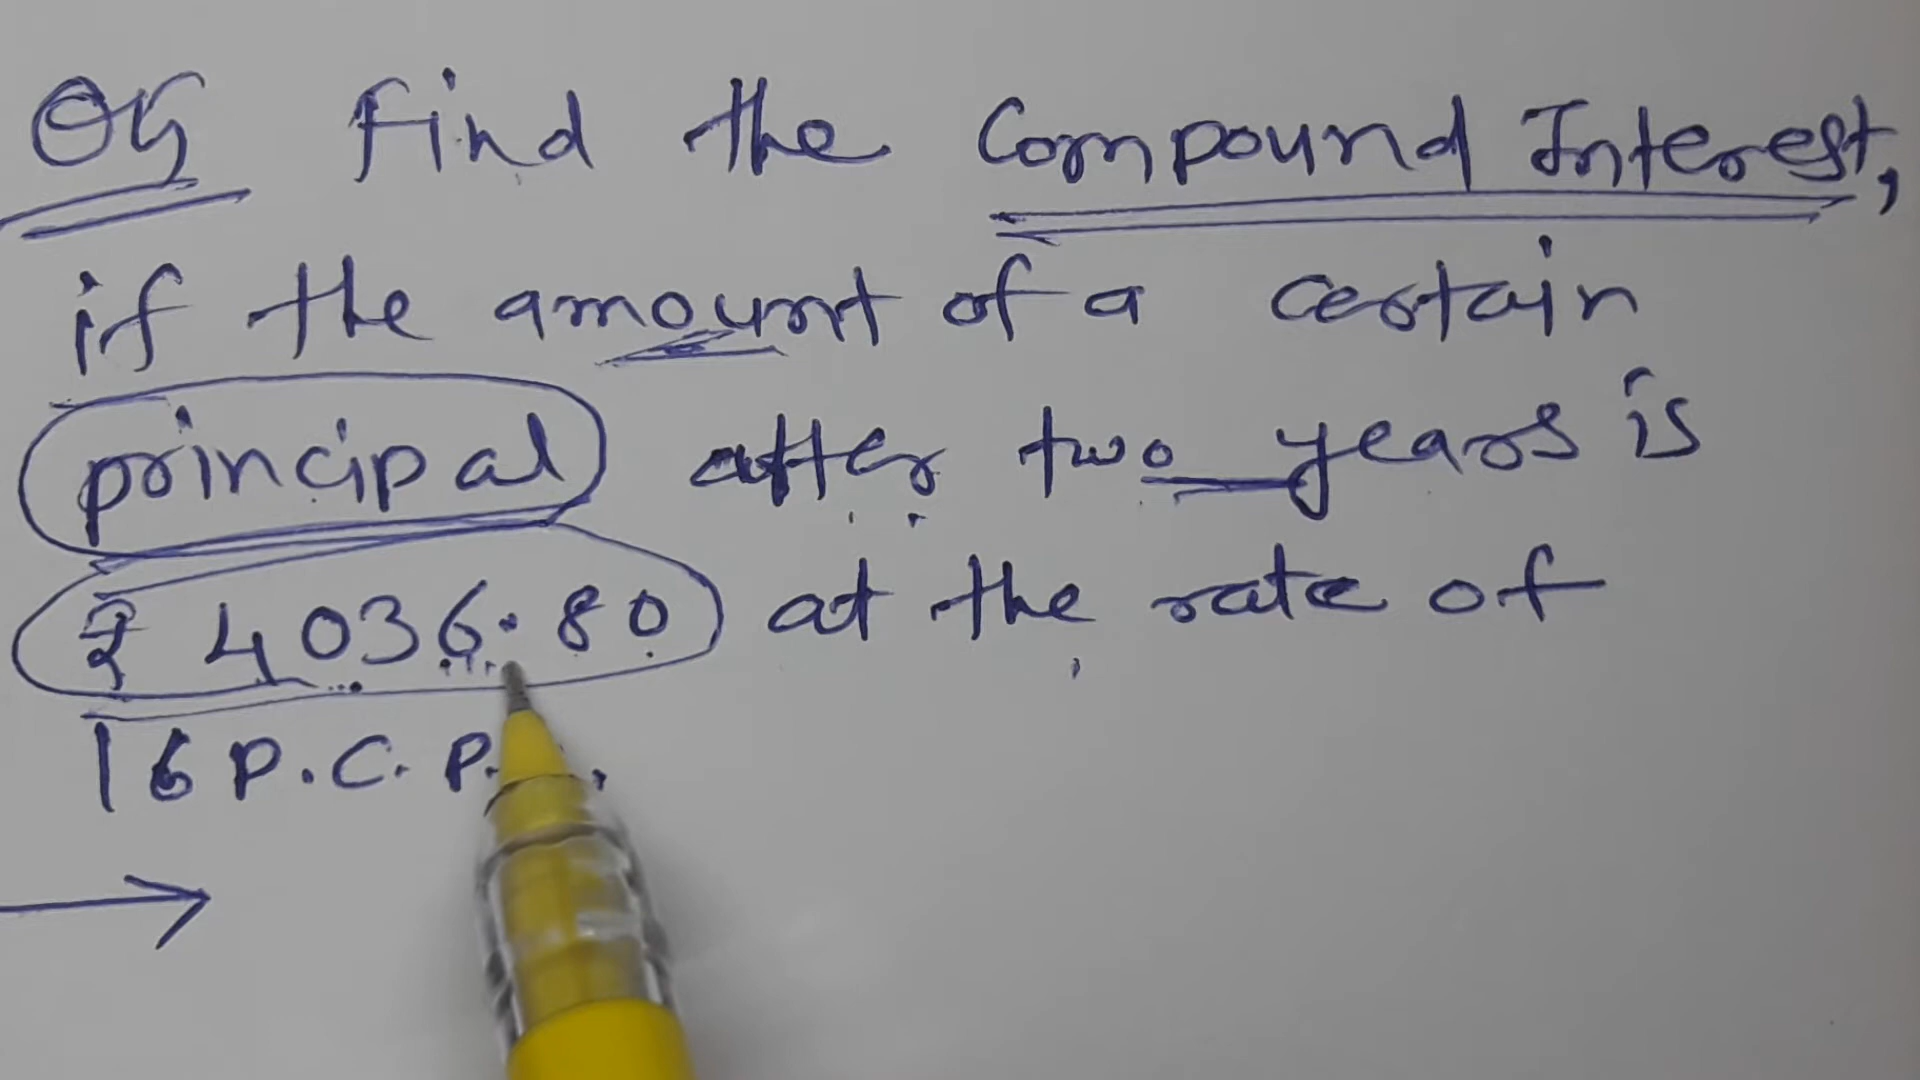 Or Find the Compound Interest,
if the amount of a certain
principal after two years is
₹ 4036.80 at the rate of
16 P.C.P.